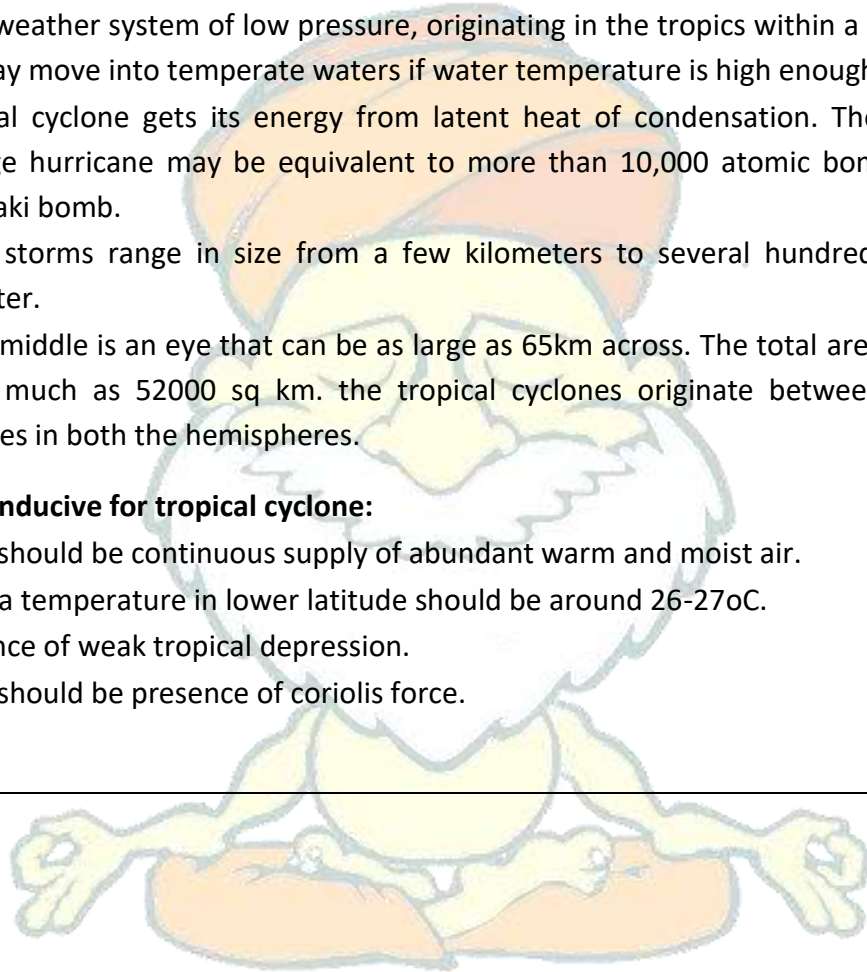 weather system of low pressure, originating in the tropics within a
ay move into temperate waters if water temperature is high enough
al cyclone gets its energy from latent heat of condensation. The
ge hurricane may be equivalent to more than 10,000 atomic bon
aki bomb.
storms range in size from a few kilometers to several hundred
ter.
middle is an eye that can be as large as 65km across. The total are
much as 52000 sq km. the tropical cyclones originate betwee
es in both the hemispheres.
nducive for tropical cyclone:
should be continuous supply of abundant warm and moist air.
a temperature in lower latitude should be around 26-27oC.
nce of weak tropical depression.
should be presence of coriolis force.